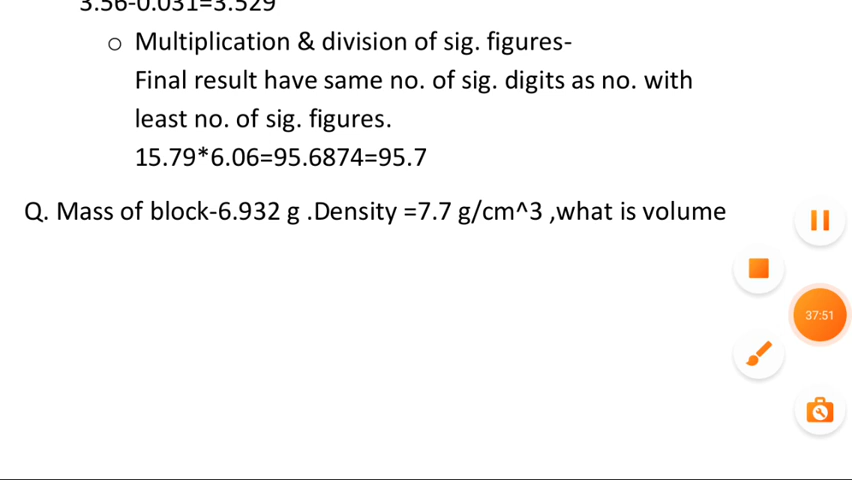 3.56-0.031=3.529
o Multiplication & division of sig. figures-
Final result have same no. of sig. digits as no. with
least no. of sig. figures.
15.79*6.06=95.6874=95.7
Q. Mass of block-6.932 g .Density =7.7 g/cm^3 ,what is volume
37:51